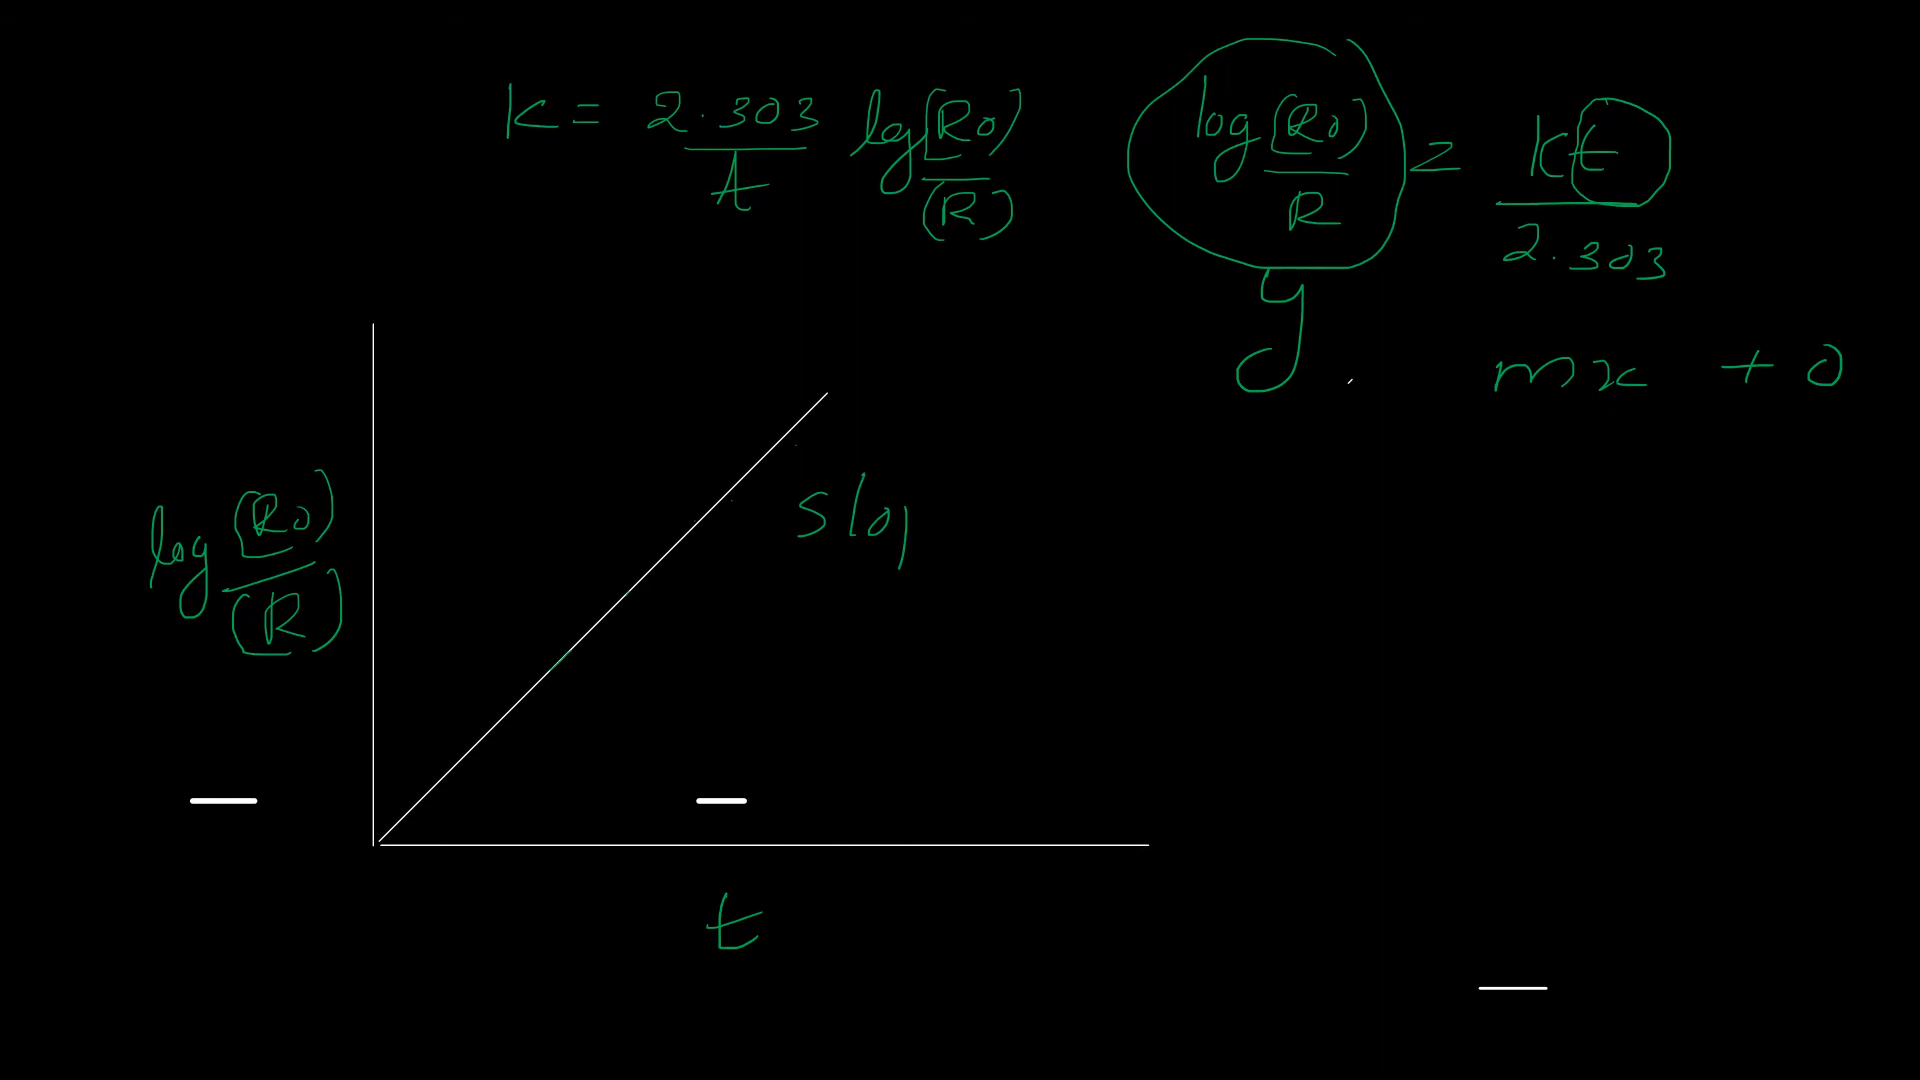 k = 2.303/t log [R0]/[R]
log [R0]/R = kt/2.303
y mx + 0
log [R0]/[R]
slop
t